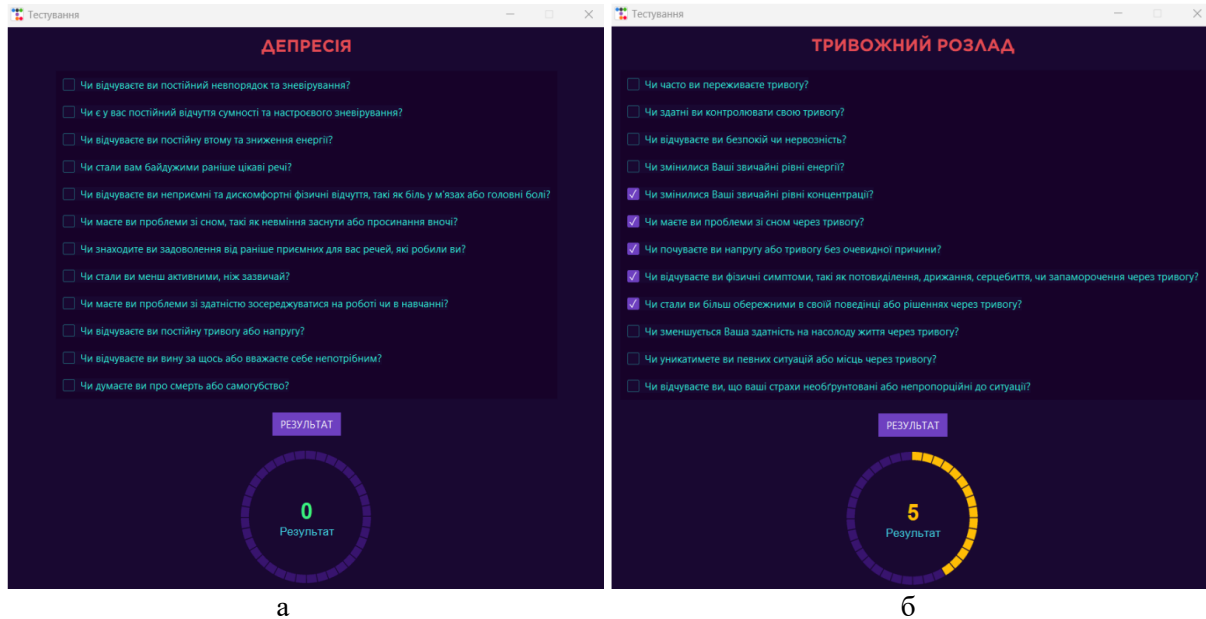 Тестування
ДЕПРЕСІЯ
Чи відчуваєте ви постійний невпорядок та зневірування?
Чи є у вас постійний відчуття сумності та настроєвого зневірування?
Чи відчуваєте ви постійну втому та зниження енергії?
Чи стали вам байдужими раніше цікаві речі?
Чи відчуваєте ви неприємні та дискомфортні фізичні відчуття, такі як біль у м'язах або головні болі?
Чи маєте ви проблеми зі сном, такі як невміння заснути або просинання вночі?
Чи знаходите ви задоволення від раніше приємних для вас речей, які робили ви?
Чи стали ви менш активними, ніж зазвичай?
Чи маєте ви проблеми зі здатністю зосереджуватися на роботі чи в навчанні?
Чи відчуваєте ви постійну тривогу або напругу?
Чи відчуваєте ви вину за щось або вважаєте себе непотрібним?
Чи думаєте ви про смерть або самогубство?
РЕЗУЛЬТАТ
0
Результат
а
Тестування
ТРИВОЖНИЙ РОЗЛАД
Чи часто ви переживаєте тривогу?
Чи здатні ви контролювати свою тривогу?
Чи відчуваєте ви безпокій чи нервозність?
Чи змінилися Ваші звичайні рівні енергії?
Чи змінилися Ваші звичайні рівні концентрації?
Чи маєте ви проблеми зі сном через тривогу?
Чи почуваєте ви напругу або тривогу без очевидної причини?
Чи відчуваєте ви фізичні симптоми, такі як потовиділення, дрижання, серцебиття, чи запаморочення через тривогу?
Чи стали ви більш обережними в своїй поведінці або рішеннях через тривогу?
Чи зменшується Ваша здатність на насолоду життя через тривогу?
Чи уникатимете ви певних ситуацій або місць через тривогу?
Чи відчуваєте ви, що ваші страхи необґрунтовані або непропорційні до ситуації?
РЕЗУЛЬТАТ
5
Результат
б